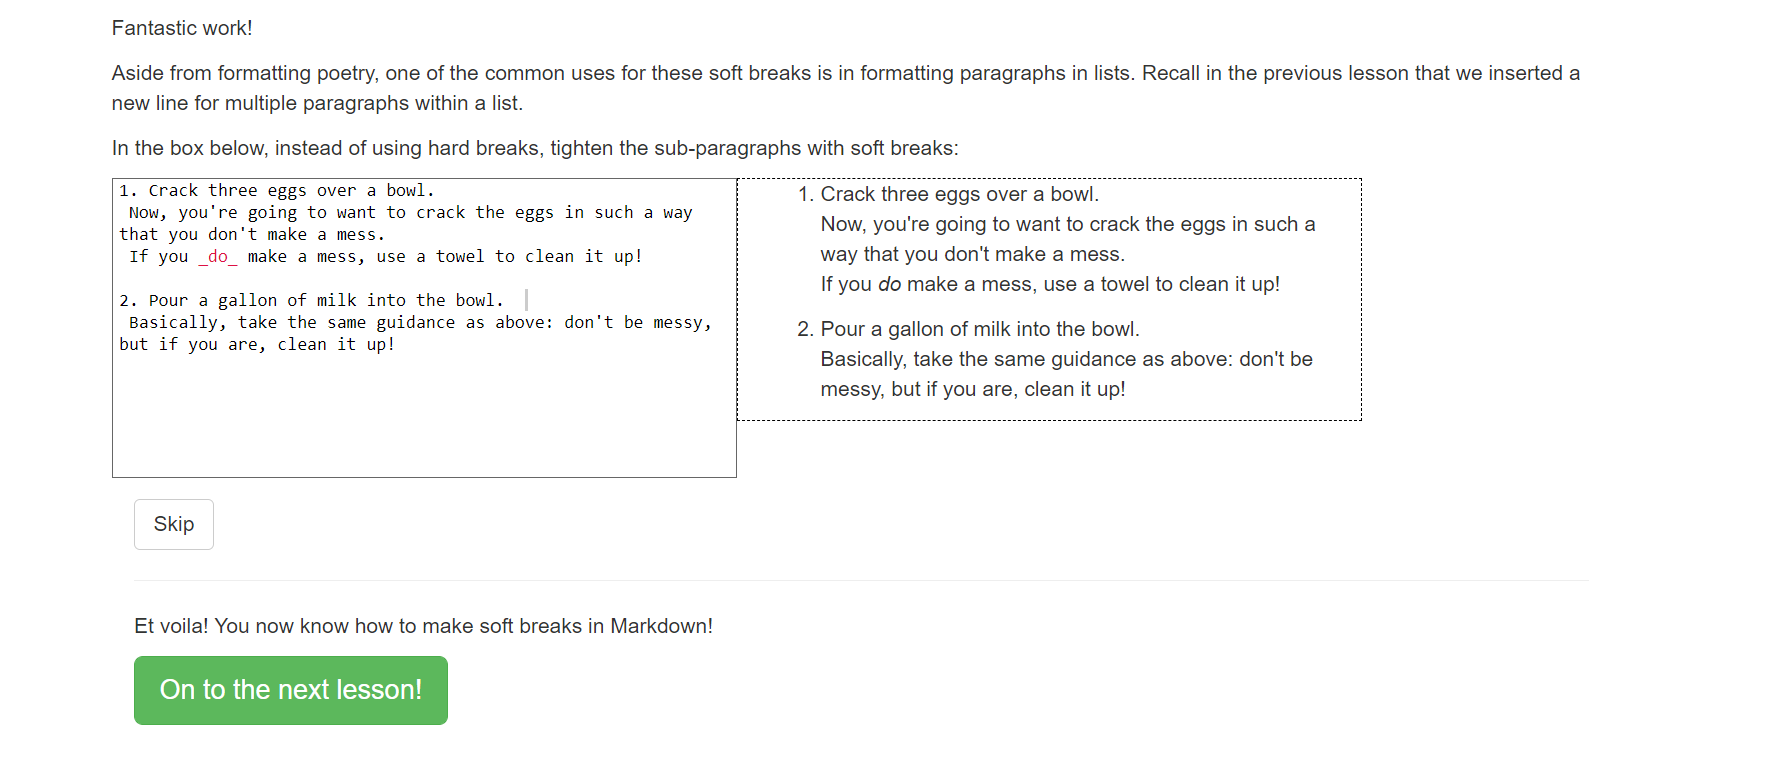 Fantastic work!
Aside from formatting poetry, one of the common uses for these soft breaks is in formatting paragraphs in lists. Recall in the previous lesson that we inserted a
new line for multiple paragraphs within a list.
In the box below, instead of using hard breaks, tighten the sub-paragraphs with soft breaks:
1. Crack three eggs over a bowl.
Now, you're going to want to crack the eggs in such a way
that you don't make a mess.
If you _do_ make a mess, use a towel to clean it up!
2. Pour a gallon of milk into the bowl.
Basically, take the same guidance as above: don't be messy,
but if you are, clean it up!
1. Crack three eggs over a bowl.
Now, you're going to want to crack the eggs in such a
way that you don't make a mess.
If you do make a mess, use a towel to clean it up!
2. Pour a gallon of milk into the bowl.
Basically, take the same guidance as above: don't be
messy, but if you are, clean it up!
Skip
Et voila! You now know how to make soft breaks in Markdown!
On to the next lesson!